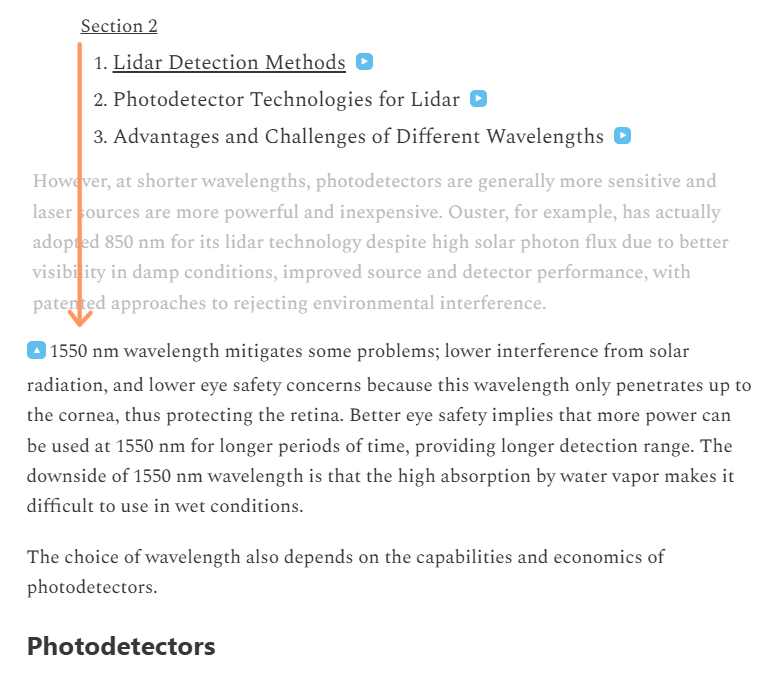 Section 2
1. Lidar Detection Methods
2. Photodetector Technologies for Lidar
3. Advantages and Challenges of Different Wavelengths
However, at shorter wavelengths, photodetectors are generally more sensitive and
laser sources are more powerful and inexpensive. Ouster, for example, has actually
adopted 850 nm for its lidar technology despite high solar photon flux due to better
visibility in damp conditions, improved source and detector performance, with
patented approaches to rejecting environmental interference.
1550 nm wavelength mitigates some problems; lower interference from solar
radiation, and lower eye safety concerns because this wavelength only penetrates up to
the cornea, thus protecting the retina. Better eye safety implies that more power can
be used at 1550 nm for longer periods of time, providing longer detection range. The
downside of 1550 nm wavelength is that the high absorption by water vapor makes it
difficult to use in wet conditions.
The choice of wavelength also depends on the capabilities and economics of
photodetectors.
Photodetectors